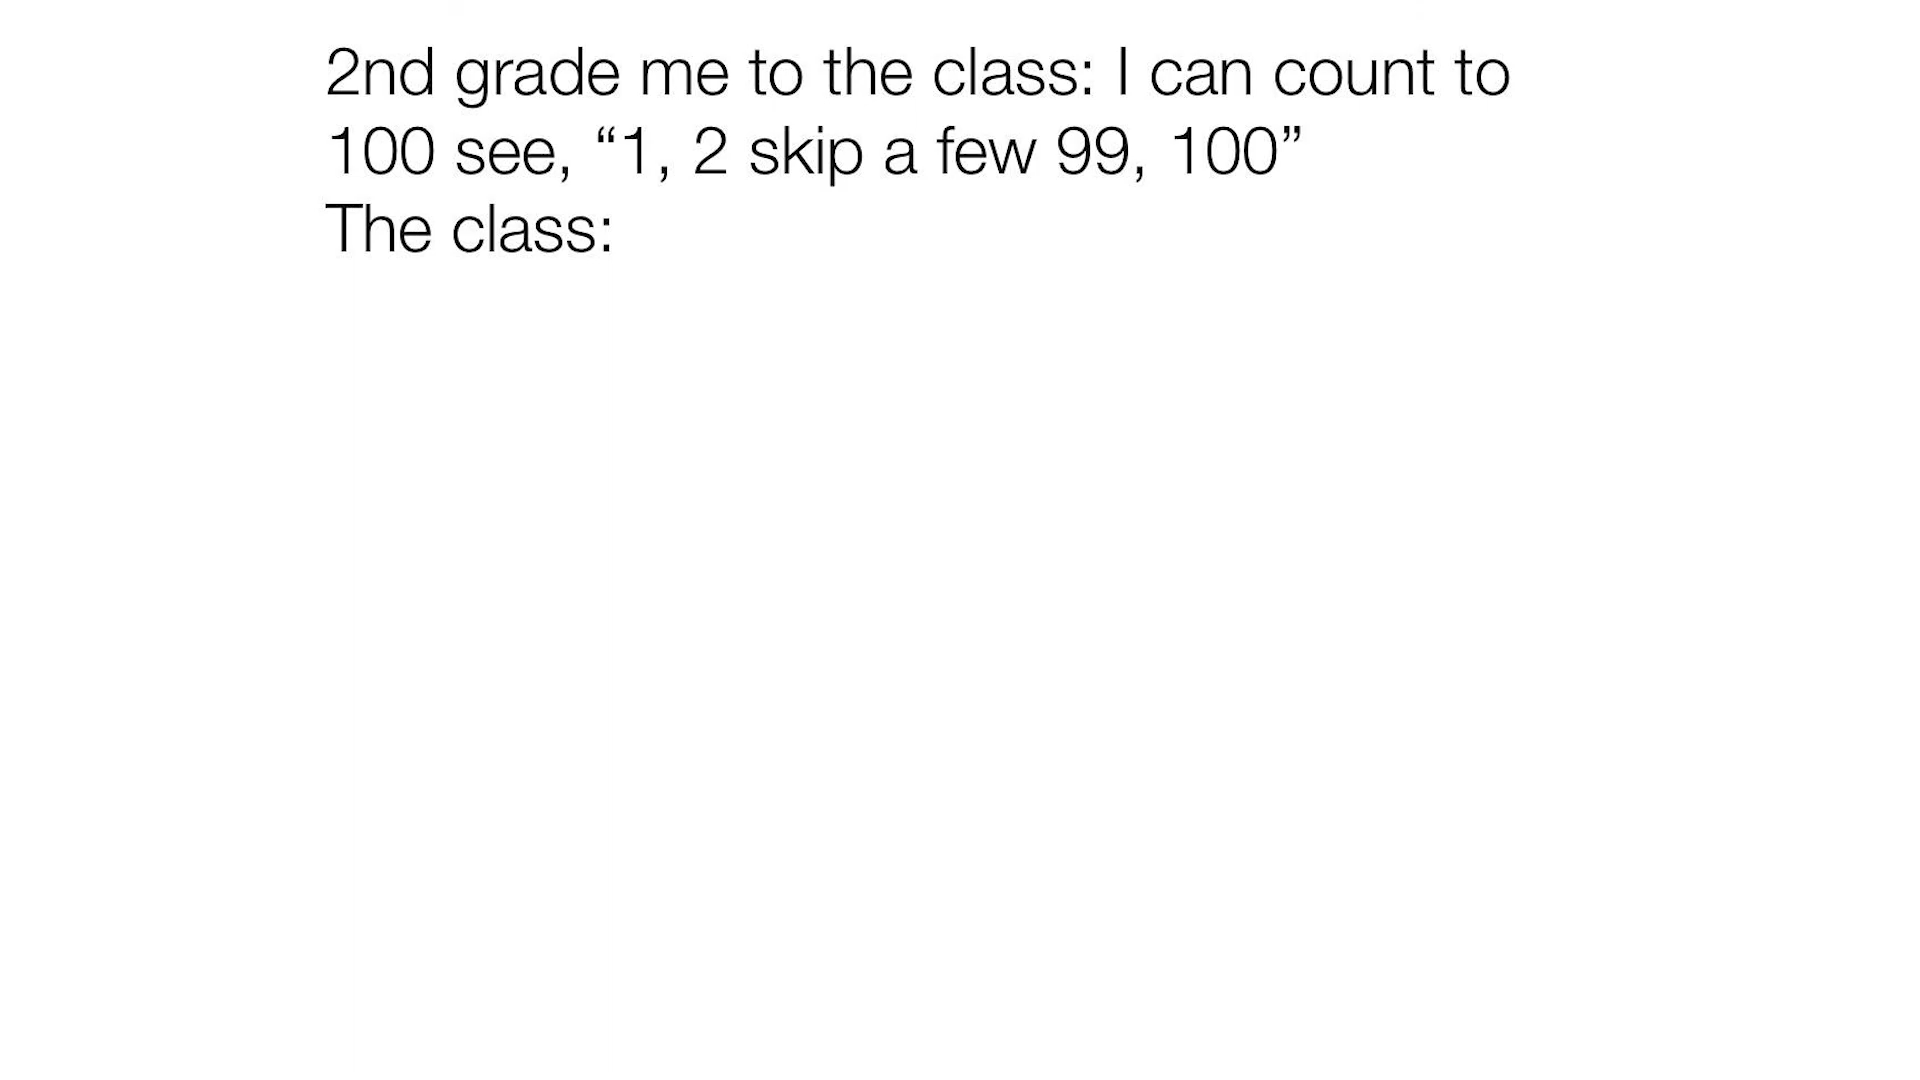 2nd grade me to the class: I can count to
100 see, “1, 2 skip a few 99, 100”
The class: